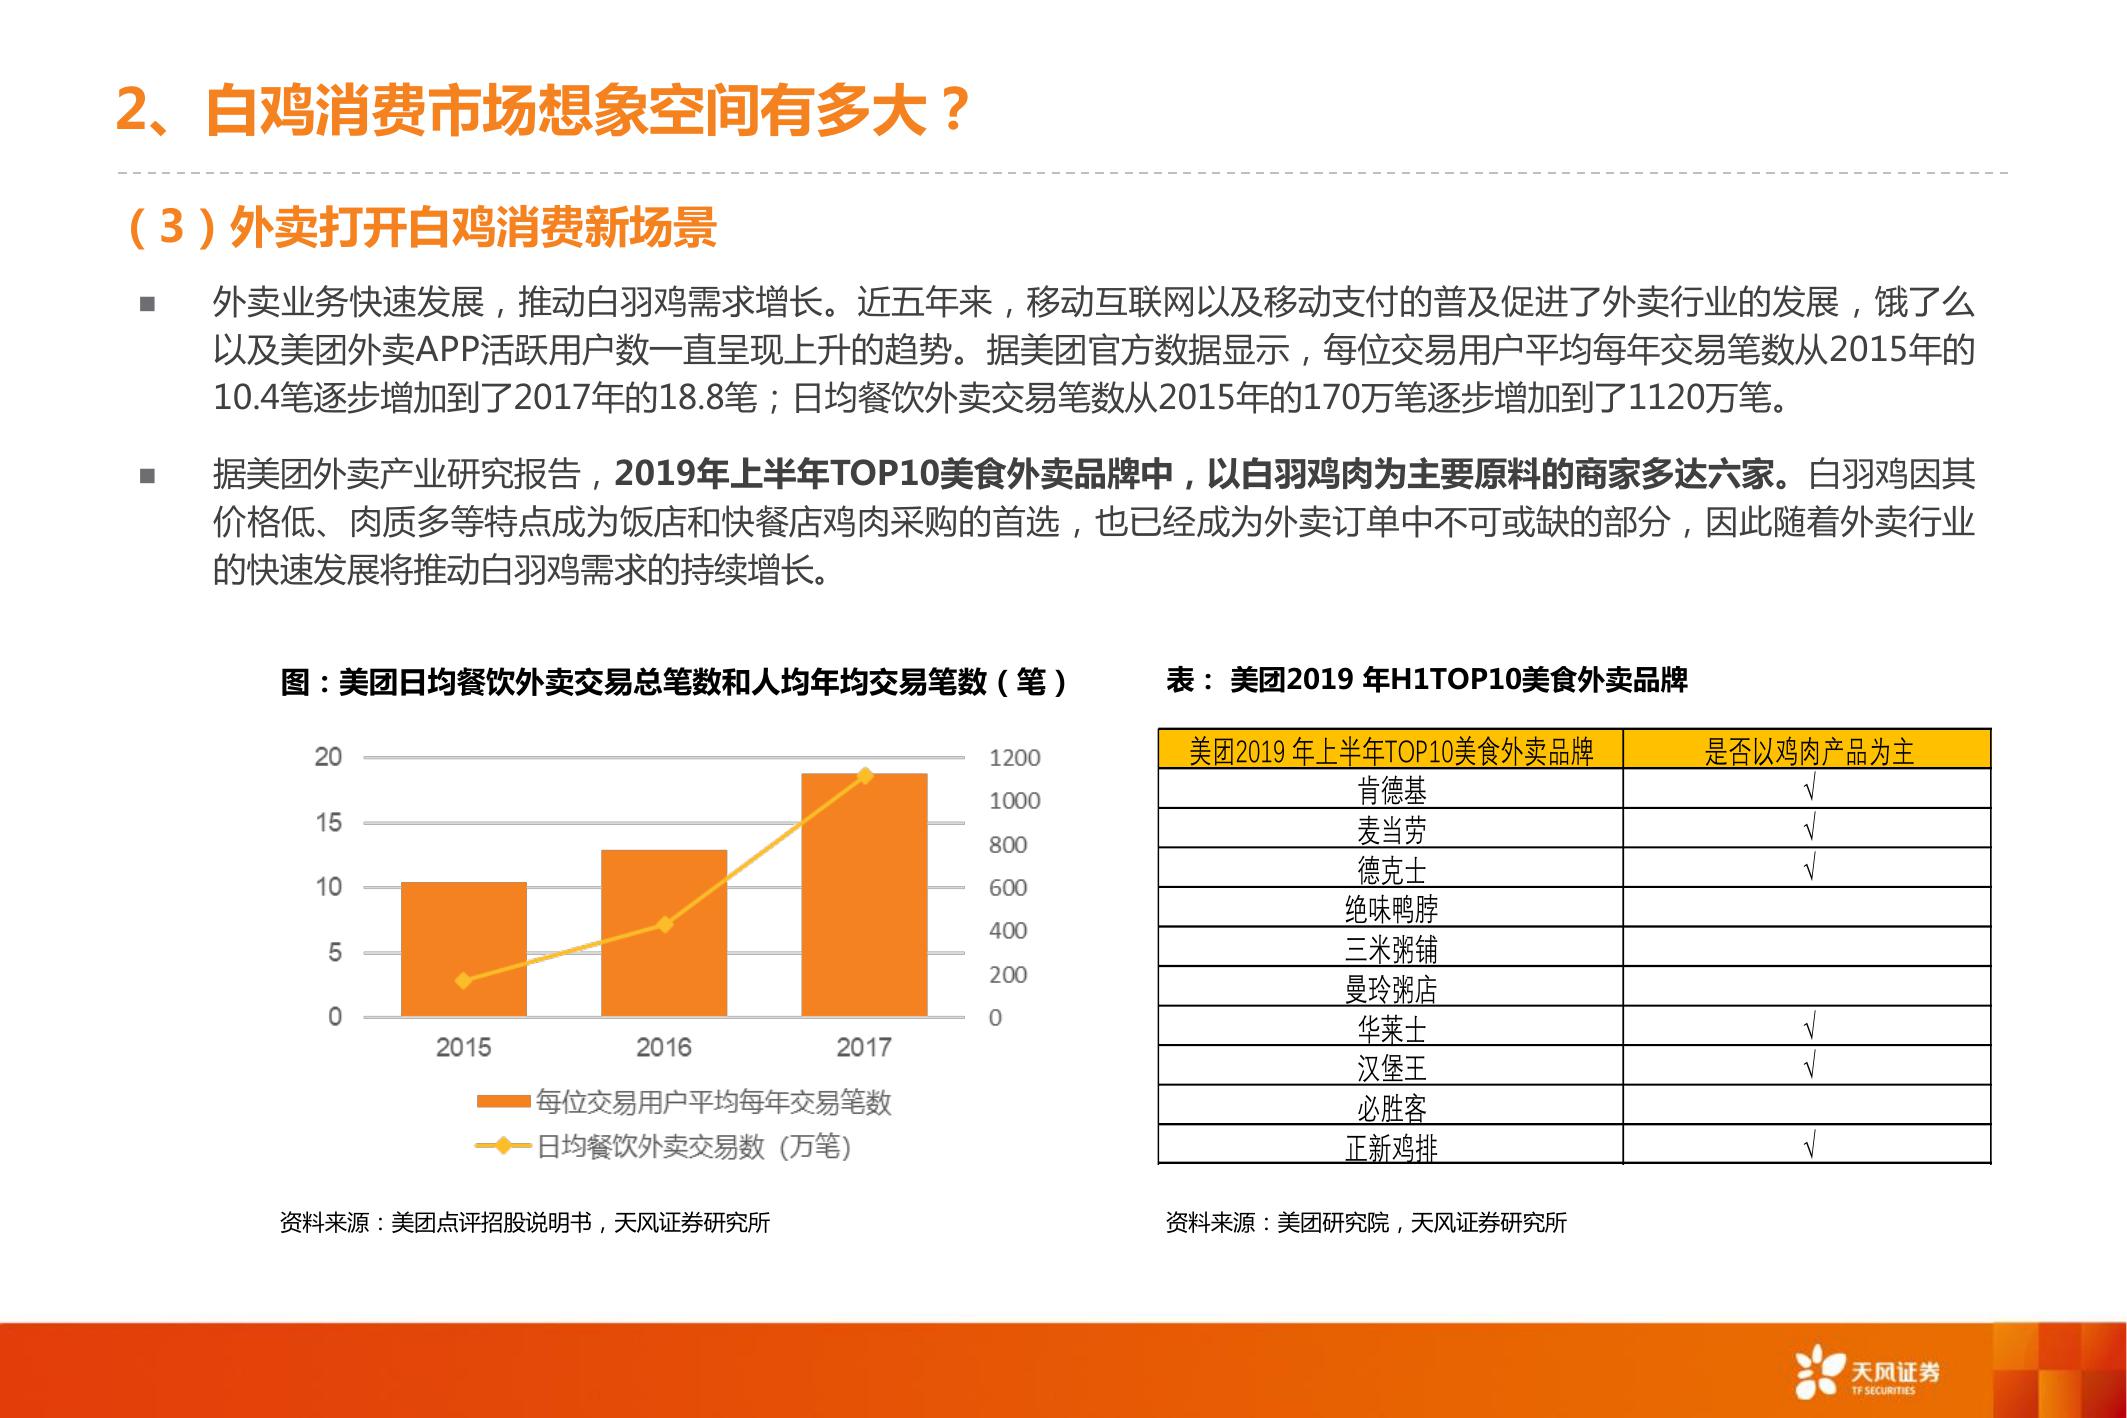 2、白鸡消费市场想象空间有多大？
（3）外卖打开白鸡消费新场景
■ 外卖业务快速发展，推动白羽鸡需求增长。近五年来，移动互联网以及移动支付的普及促进了外卖行业的发展，饿了么
以及美团外卖APP活跃用户数一直呈现上升的趋势。据美团官方数据显示，每位交易用户平均每年交易笔数从2015年的
10.4笔逐步增加到了2017年的18.8笔；日均餐饮外卖交易笔数从2015年的170万笔逐步增加到了1120万笔。
■ 据美团外卖产业研究报告，2019年上半年TOP10美食外卖品牌中，以白羽鸡肉为主要原料的商家多达六家。白羽鸡因其
价格低、肉质多等特点成为饭店和快餐店鸡肉采购的首选，也已经成为外卖订单中不可或缺的部分，因此随着外卖行业
的快速发展将推动白羽鸡需求的持续增长。
图：美团日均餐饮外卖交易总笔数和人均年均交易笔数（笔）
20
15
10
5
0
1200
1000
800
600
400
200
0
2015 2016 2017
每位交易用户平均每年交易笔数
日均餐饮外卖交易数（万笔）
资料来源：美团点评招股说明书，天风证券研究所
表： 美团2019 年H1TOP10美食外卖品牌
美团2019 年上半年TOP10美食外卖品牌 是否以鸡肉产品为主
肯德基 √
麦当劳 √
德克士 √
绝味鸭脖
三米粥铺
曼玲粥店
华莱士 √
汉堡王 √
必胜客
正新鸡排 √
资料来源：美团研究院，天风证券研究所
天风证券
TF SECURITIES